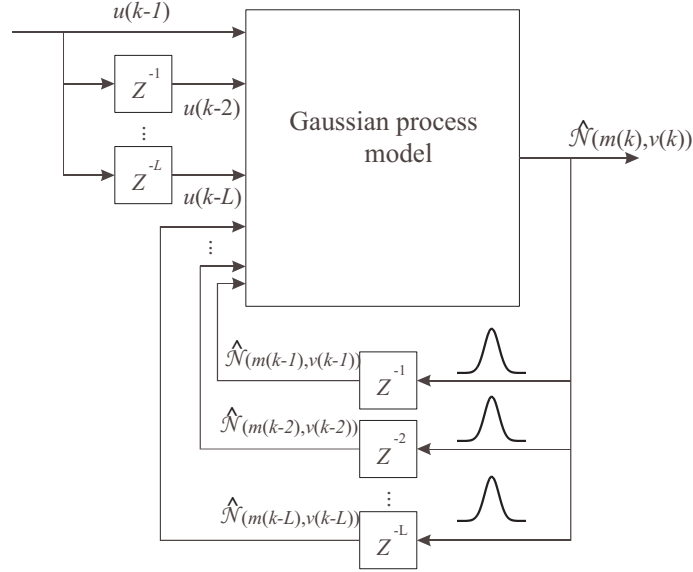 u(k-1)
Z⁻¹
u(k-2)
...
Z⁻ᴸ
u(k-L)
Gaussian process
model
𝒩̂(m(k),v(k))
...
𝒩̂(m(k-1),v(k-1))
Z⁻¹
𝒩̂(m(k-2),v(k-2))
Z⁻²
...
𝒩̂(m(k-L),v(k-L))
Z⁻ᴸ